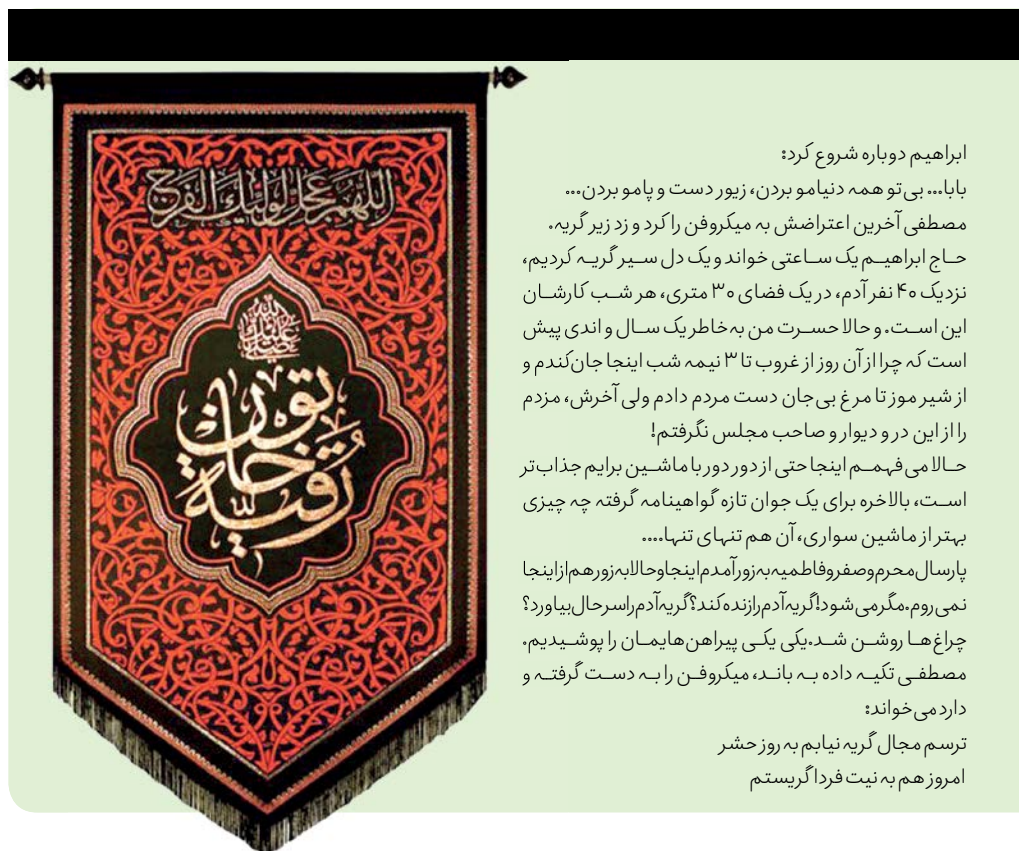 اللهم عجل لولیک الفرج
یا رقیة خاتون
ابراهیم دوباره شروع کرد:
بابا... بی‌تو همه دنیامو بردن، زیور دست و پامو بردن...
مصطفی آخرین اعتراضش به میکروفن را کرد و زد زیر گریه.
حاج ابراهیم یک ساعتی خواند و یک دل سیر گریه کردیم،
نزدیک ۴۰ نفر آدم، در یک فضای ۳۰ متری، هر شب کارشان
این است. و حالا حسرت من به‌خاطر یک سال و اندی پیش
است که چرا از آن روز از غروب تا ۳ نیمه شب اینجا جان‌کندم و
از شیر موز تا مرغ بی‌جان دست مردم دادم ولی آخرش، مزدم
را از این در و دیوار و صاحب مجلس نگرفتم!
حالا می‌فهمم اینجا حتی از دور دور با ماشین برایم جذاب‌تر
است، بالاخره برای یک جوان تازه گواهینامه گرفته چه چیزی
بهتر از ماشین سواری، آن هم تنهای تنها....
پارسال محرم و صفر و فاطمیه به زور آمدم اینجا و حالا به زور هم از اینجا
نمی‌روم. مگر می‌شود! گریه آدم را زنده کند؟ گریه آدم را سرحال بیاورد؟
چراغ‌ها روشن شد. یکی یکی پیراهن‌هایمان را پوشیدیم.
مصطفی تکیه داده به باند، میکروفن را به دست گرفته و
دارد می‌خواند:
ترسم مجال گریه نیابم به روز حشر
امروز هم به نیت فردا گریستم